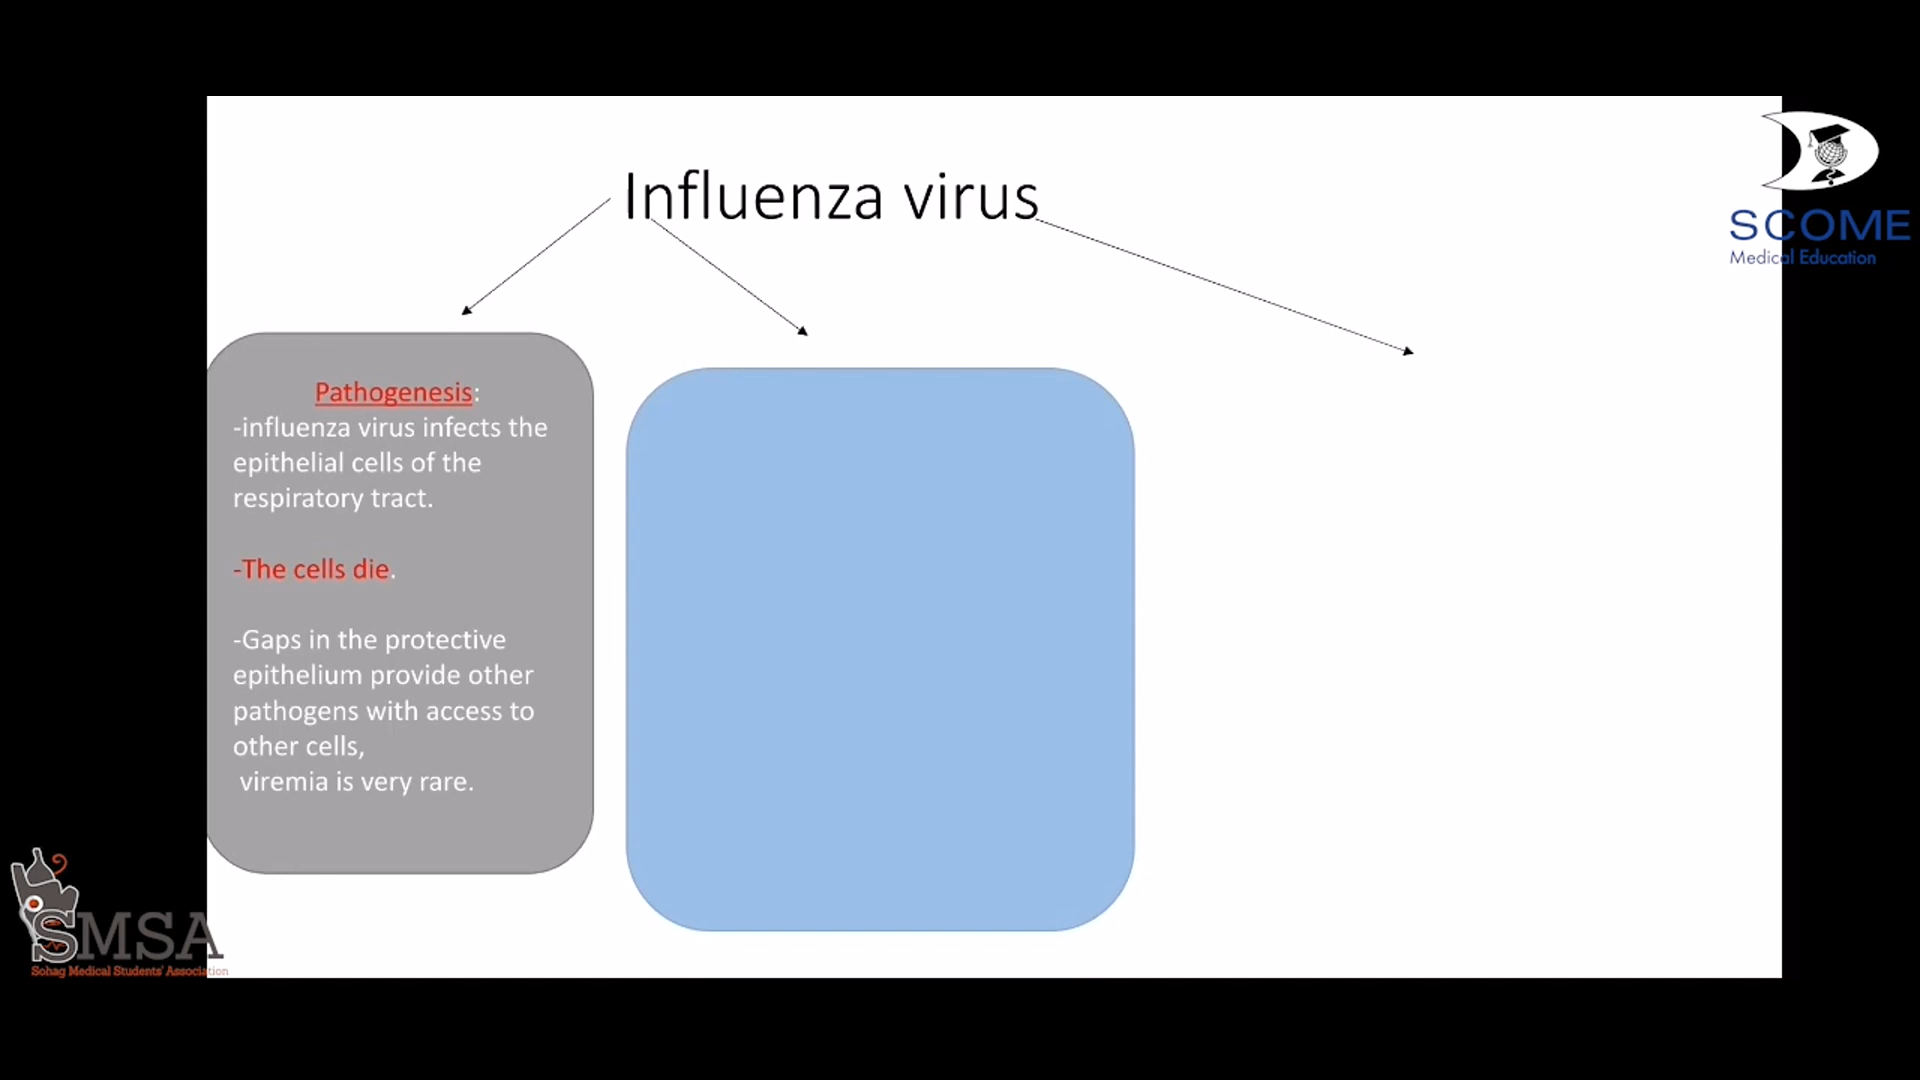 Influenza virus
SCOME
Medical Education
Pathogenesis:
-influenza virus infects the
epithelial cells of the
respiratory tract.
-The cells die.
-Gaps in the protective
epithelium provide other
pathogens with access to
other cells,
viremia is very rare.
SMSA
Sohag Medical Students' Association